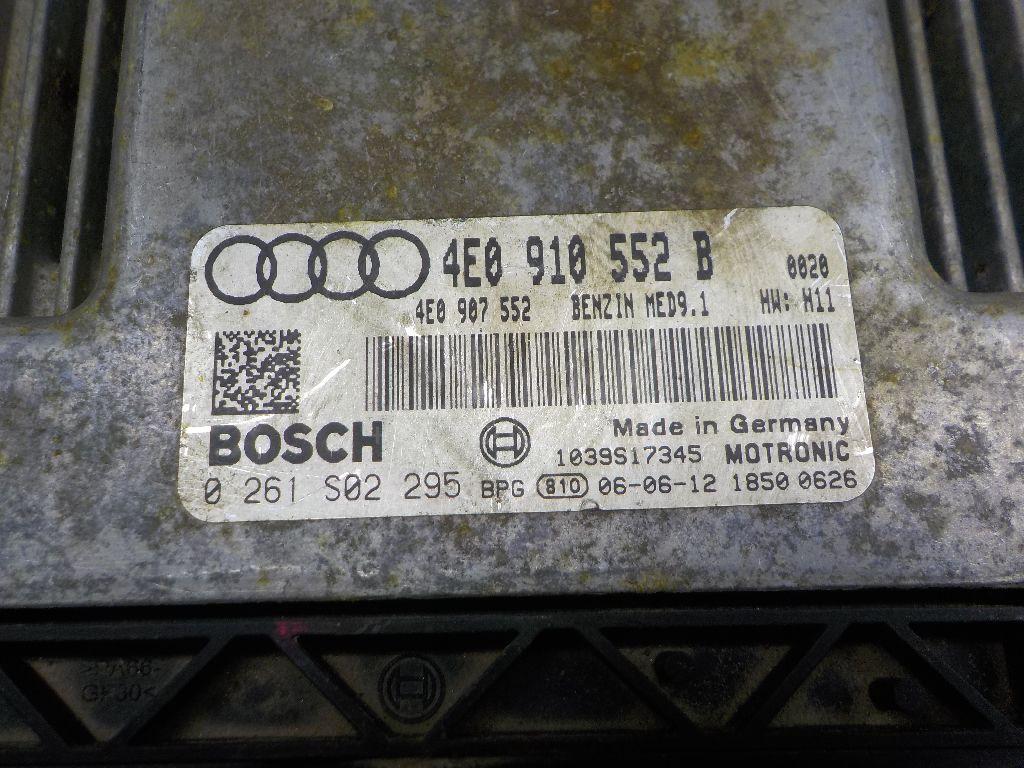 4E0 910 552 B 0020
4E0 907 552 BENZIN MED9.1 HW: H11
BOSCH Made in Germany
1039S17345 MOTRONIC
0 261 S02 295 BPG 810 06-06-12 1850 0626